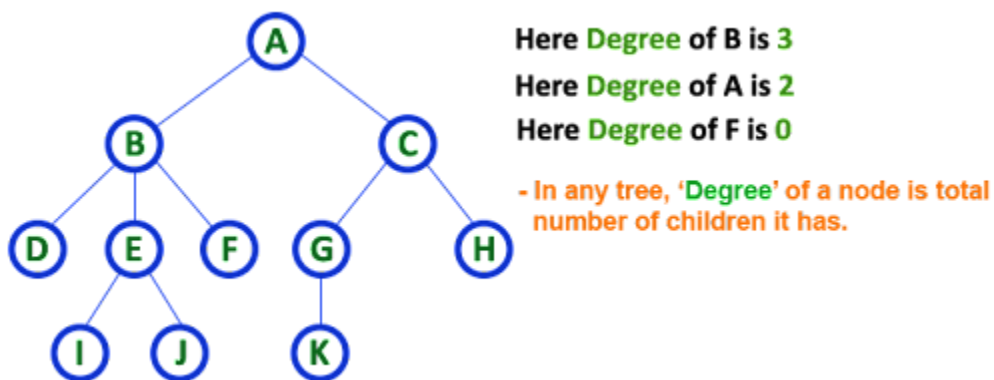 A
Here Degree of B is 3
Here Degree of A is 2
B C
Here Degree of F is 0
- In any tree, ‘Degree’ of a node is total
number of children it has.
D E F G H
I J K